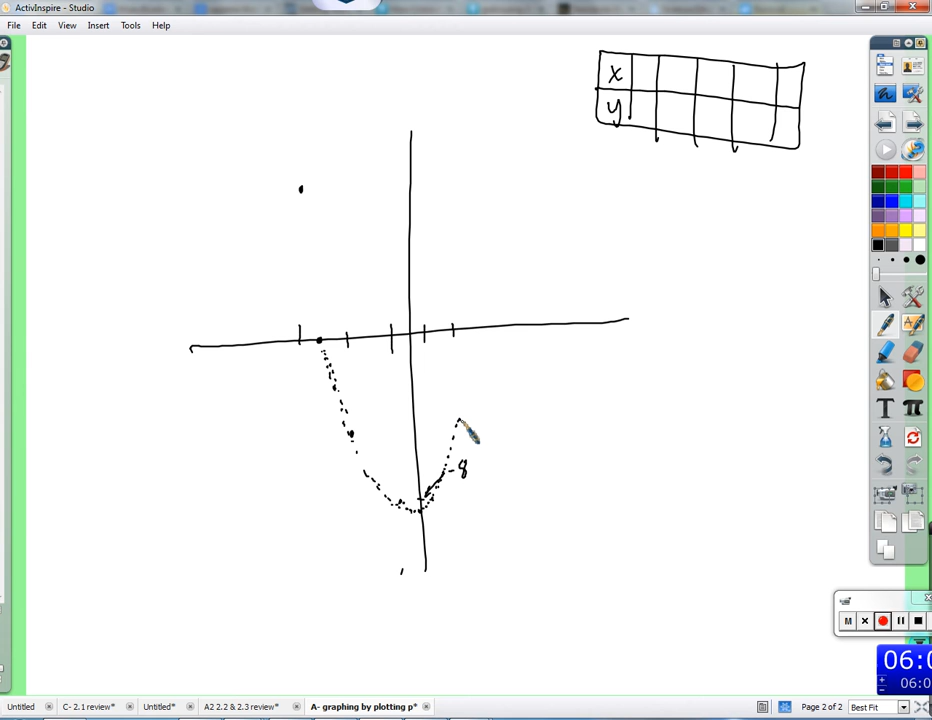 ActivInspire - Studio
File Edit View Insert Tools Help
x
y
-8
M
06:0
06:0
Untitled C- 2.1 review* Untitled* A2 2.2 & 2.3 review* A- graphing by plotting p* Page 2 of 2 Best Fit